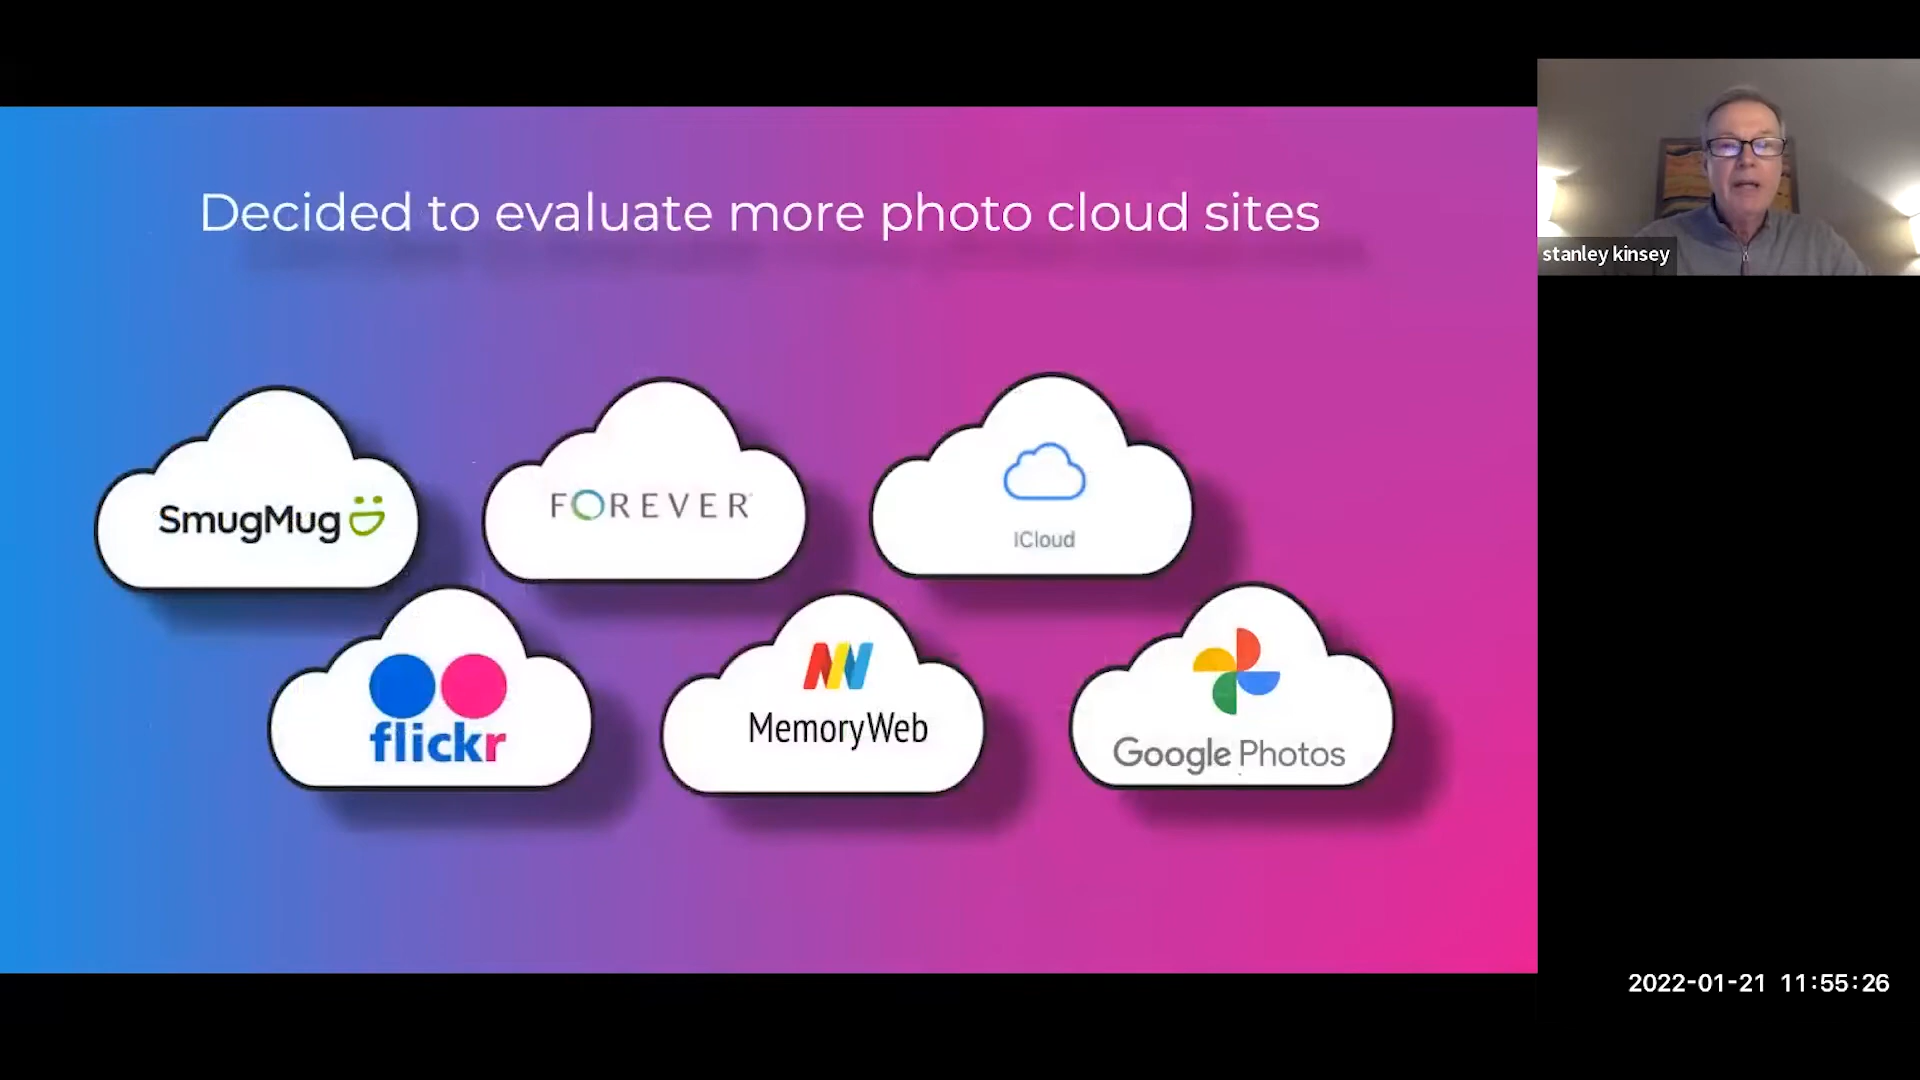 Decided to evaluate more photo cloud sites
stanley kinsey
SmugMug
FOREVER
ICloud
flickr
MemoryWeb
Google Photos
2022-01-21 11:55:26